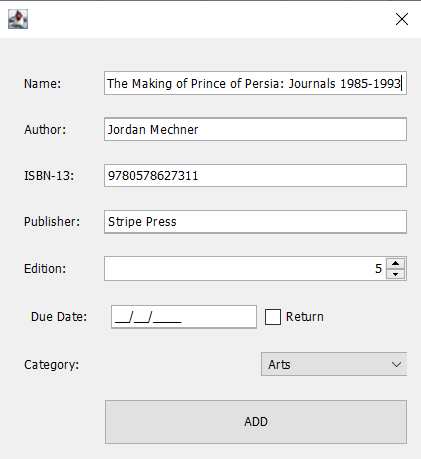 Name: The Making of Prince of Persia: Journals 1985-1993
Author: Jordan Mechner
ISBN-13: 9780578627311
Publisher: Stripe Press
Edition: 5
Due Date: __/__/____ Return
Category: Arts
ADD